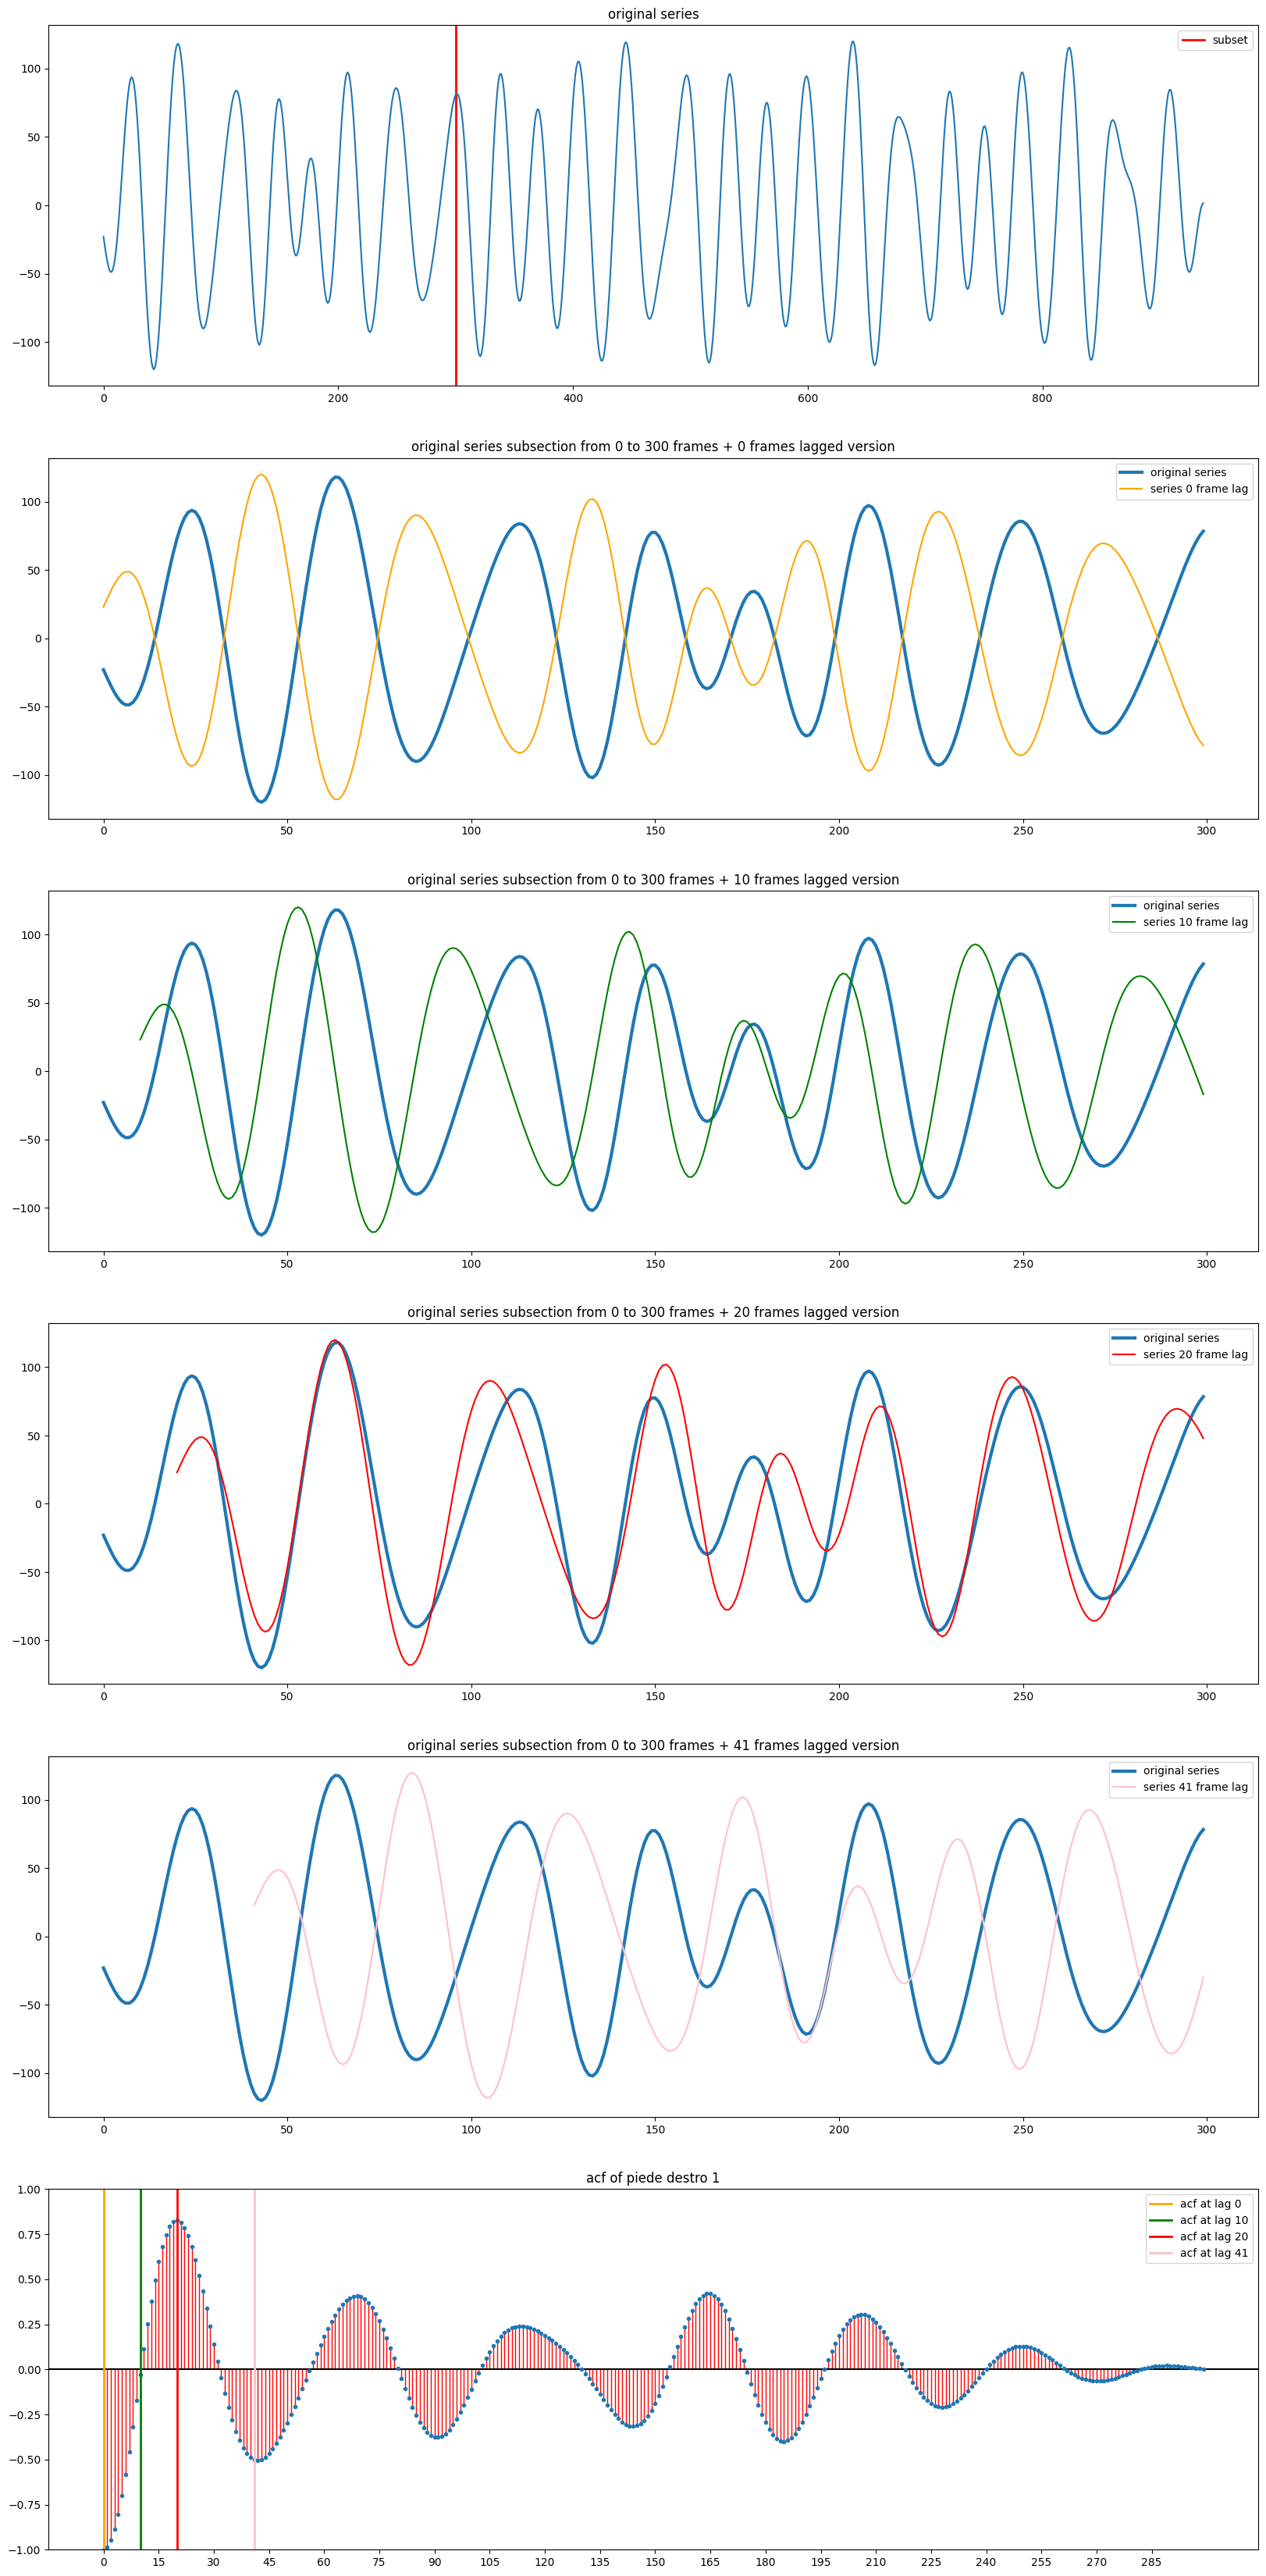 original series
subset
100
50
0
−50
−100
0 200 400 600 800
original series subsection from 0 to 300 frames + 0 frames lagged version
original series
series 0 frame lag
100
50
0
−50
−100
0 50 100 150 200 250 300
original series subsection from 0 to 300 frames + 10 frames lagged version
original series
series 10 frame lag
100
50
0
−50
−100
0 50 100 150 200 250 300
original series subsection from 0 to 300 frames + 20 frames lagged version
original series
series 20 frame lag
100
50
0
−50
−100
0 50 100 150 200 250 300
original series subsection from 0 to 300 frames + 41 frames lagged version
original series
series 41 frame lag
100
50
0
−50
−100
0 50 100 150 200 250 300
acf of piede destro 1
acf at lag 0
acf at lag 10
acf at lag 20
acf at lag 41
1.00
0.75
0.50
0.25
0.00
−0.25
−0.50
−0.75
−1.00
0 15 30 45 60 75 90 105 120 135 150 165 180 195 210 225 240 255 270 285